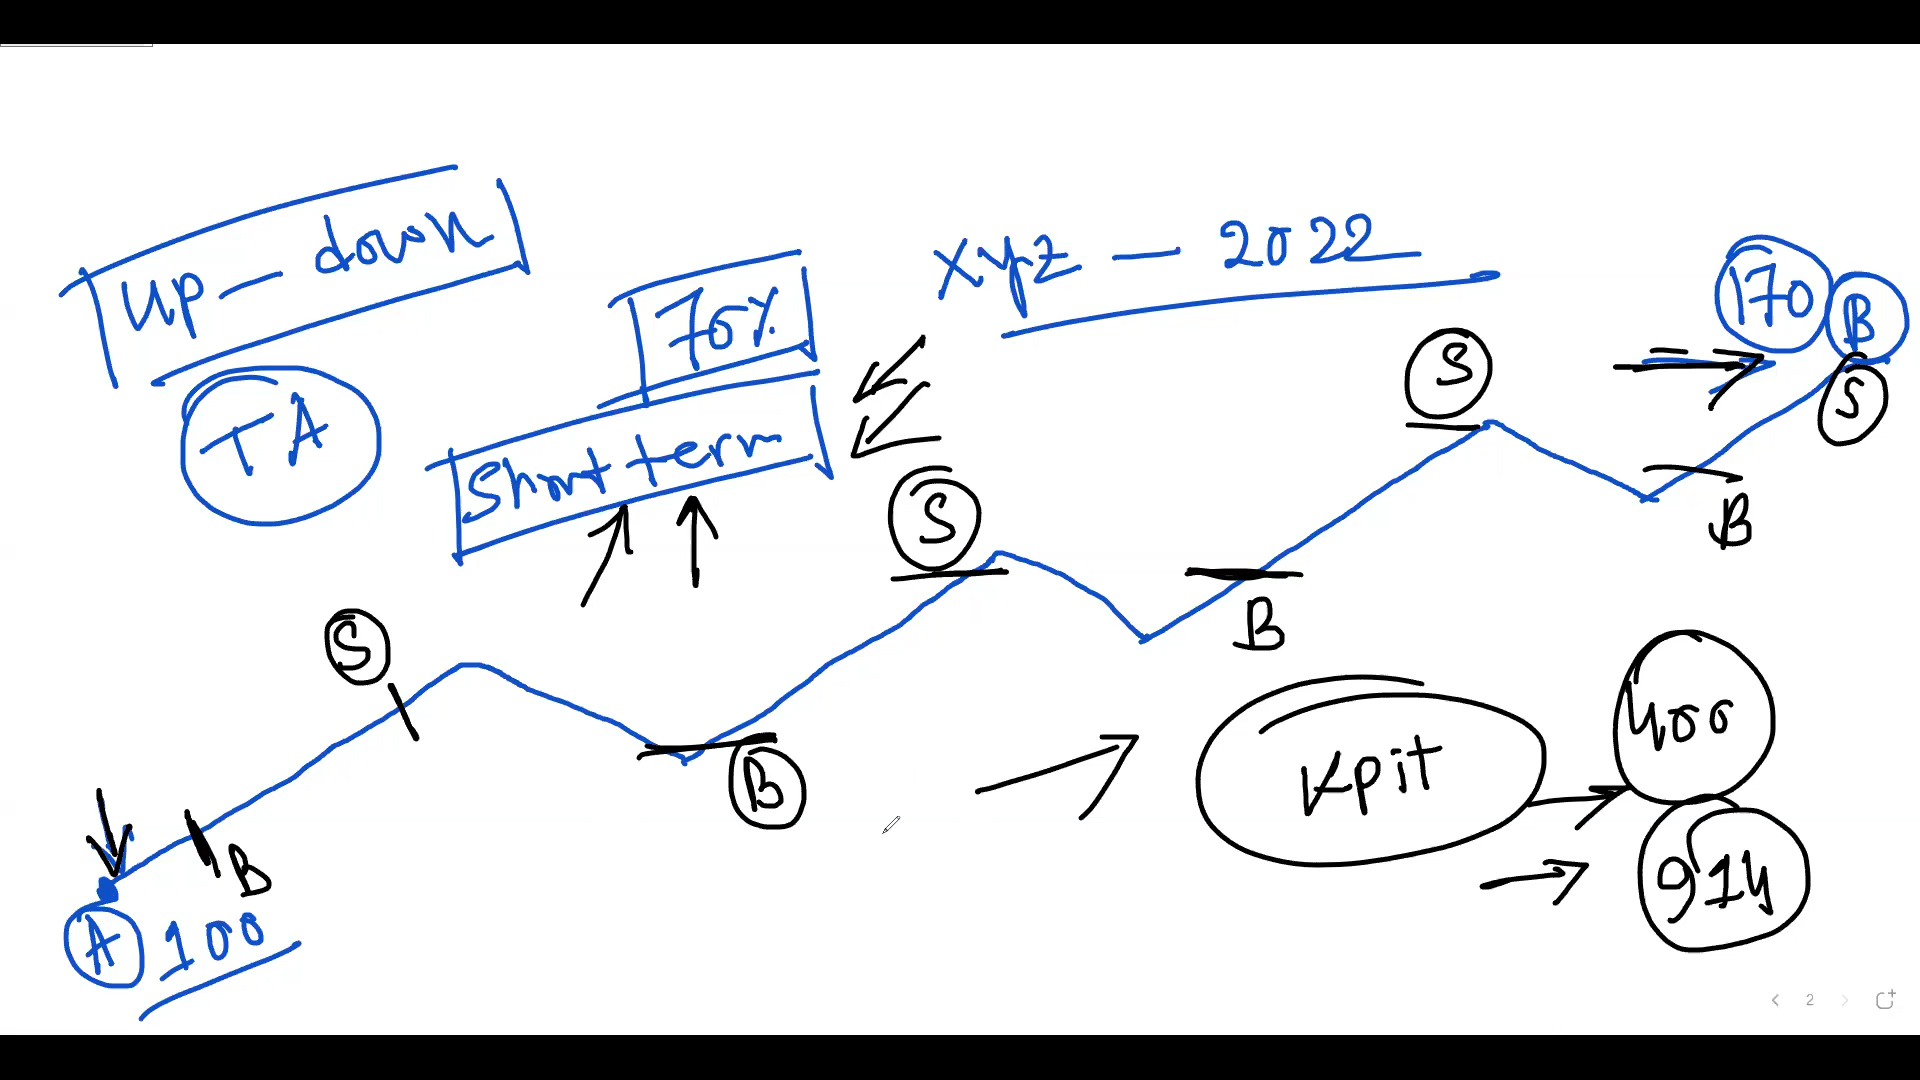 up - down
70%
xyz - 2022
170
B
TA
Short term
S
S
S
B
S
B
B
B
Kpit
400
B
914
A 100
2